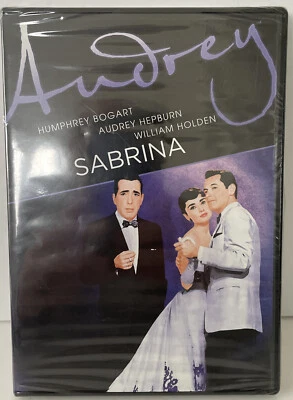 Audrey
HUMPHREY BOGART
AUDREY HEPBURN
WILLIAM HOLDEN
SABRINA